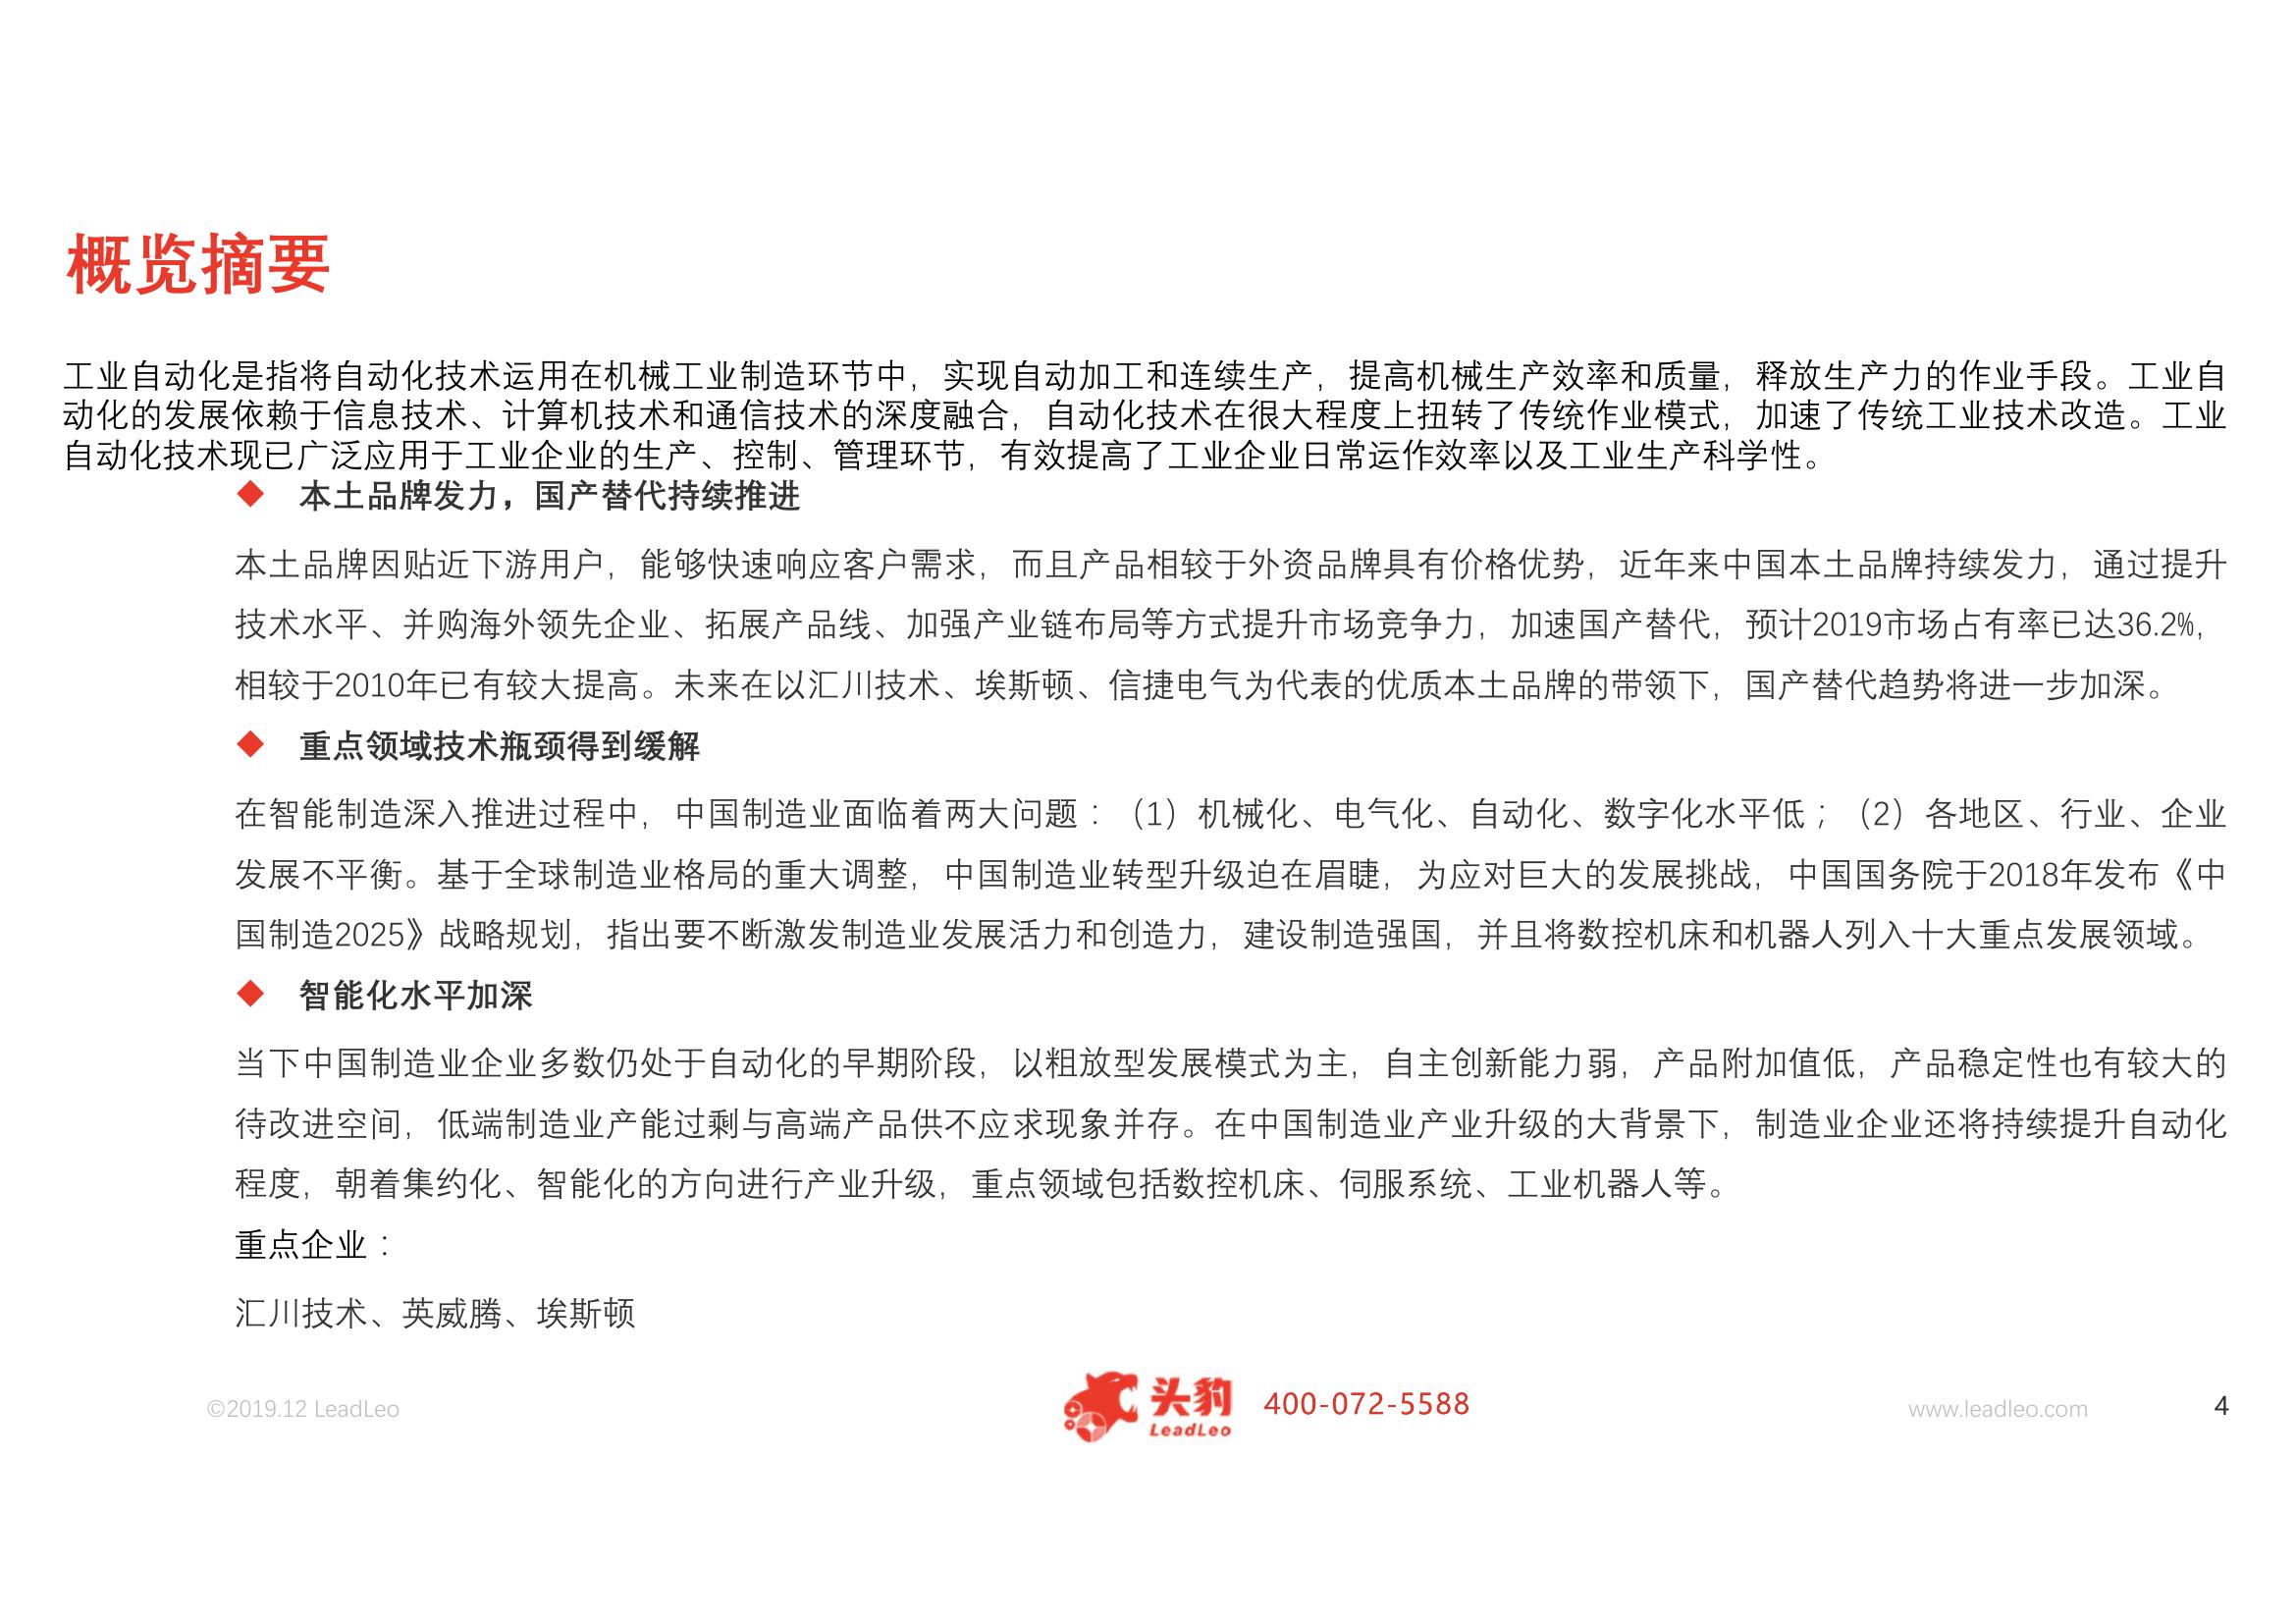 概览摘要
工业自动化是指将自动化技术运用在机械工业制造环节中，实现自动加工和连续生产，提高机械生产效率和质量，释放生产力的作业手段。工业自
动化的发展依赖于信息技术、计算机技术和通信技术的深度融合，自动化技术在很大程度上扭转了传统作业模式，加速了传统工业技术改造。工业
自动化技术现已广泛应用于工业企业的生产、控制、管理环节，有效提高了工业企业日常运作效率以及工业生产科学性。
◆ 本土品牌发力，国产替代持续推进
本土品牌因贴近下游用户，能够快速响应客户需求，而且产品相较于外资品牌具有价格优势，近年来中国本土品牌持续发力，通过提升
技术水平、并购海外领先企业、拓展产品线、加强产业链布局等方式提升市场竞争力，加速国产替代，预计2019市场占有率已达36.2%，
相较于2010年已有较大提高。未来在以汇川技术、埃斯顿、信捷电气为代表的优质本土品牌的带领下，国产替代趋势将进一步加深。
◆ 重点领域技术瓶颈得到缓解
在智能制造深入推进过程中，中国制造业面临着两大问题：（1）机械化、电气化、自动化、数字化水平低；（2）各地区、行业、企业
发展不平衡。基于全球制造业格局的重大调整，中国制造业转型升级迫在眉睫，为应对巨大的发展挑战，中国国务院于2018年发布《中
国制造2025》战略规划，指出要不断激发制造业发展活力和创造力，建设制造强国，并且将数控机床和机器人列入十大重点发展领域。
◆ 智能化水平加深
当下中国制造业企业多数仍处于自动化的早期阶段，以粗放型发展模式为主，自主创新能力弱，产品附加值低，产品稳定性也有较大的
待改进空间，低端制造业产能过剩与高端产品供不应求现象并存。在中国制造业产业升级的大背景下，制造业企业还将持续提升自动化
程度，朝着集约化、智能化的方向进行产业升级，重点领域包括数控机床、伺服系统、工业机器人等。
重点企业：
汇川技术、英威腾、埃斯顿
©2019.12 LeadLeo
头豹
LeadLeo
400-072-5588
www.leadleo.com
4